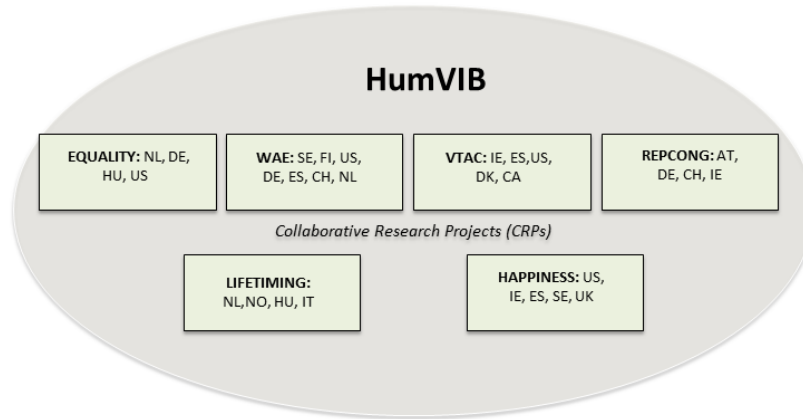 HumVIB
EQUALITY: NL, DE,
HU, US
WAE: SE, FI, US,
DE, ES, CH, NL
VTAC: IE, ES,US,
DK, CA
REPCONG: AT,
DE, CH, IE
Collaborative Research Projects (CRPs)
LIFETIMING:
NL,NO, HU, IT
HAPPINESS: US,
IE, ES, SE, UK